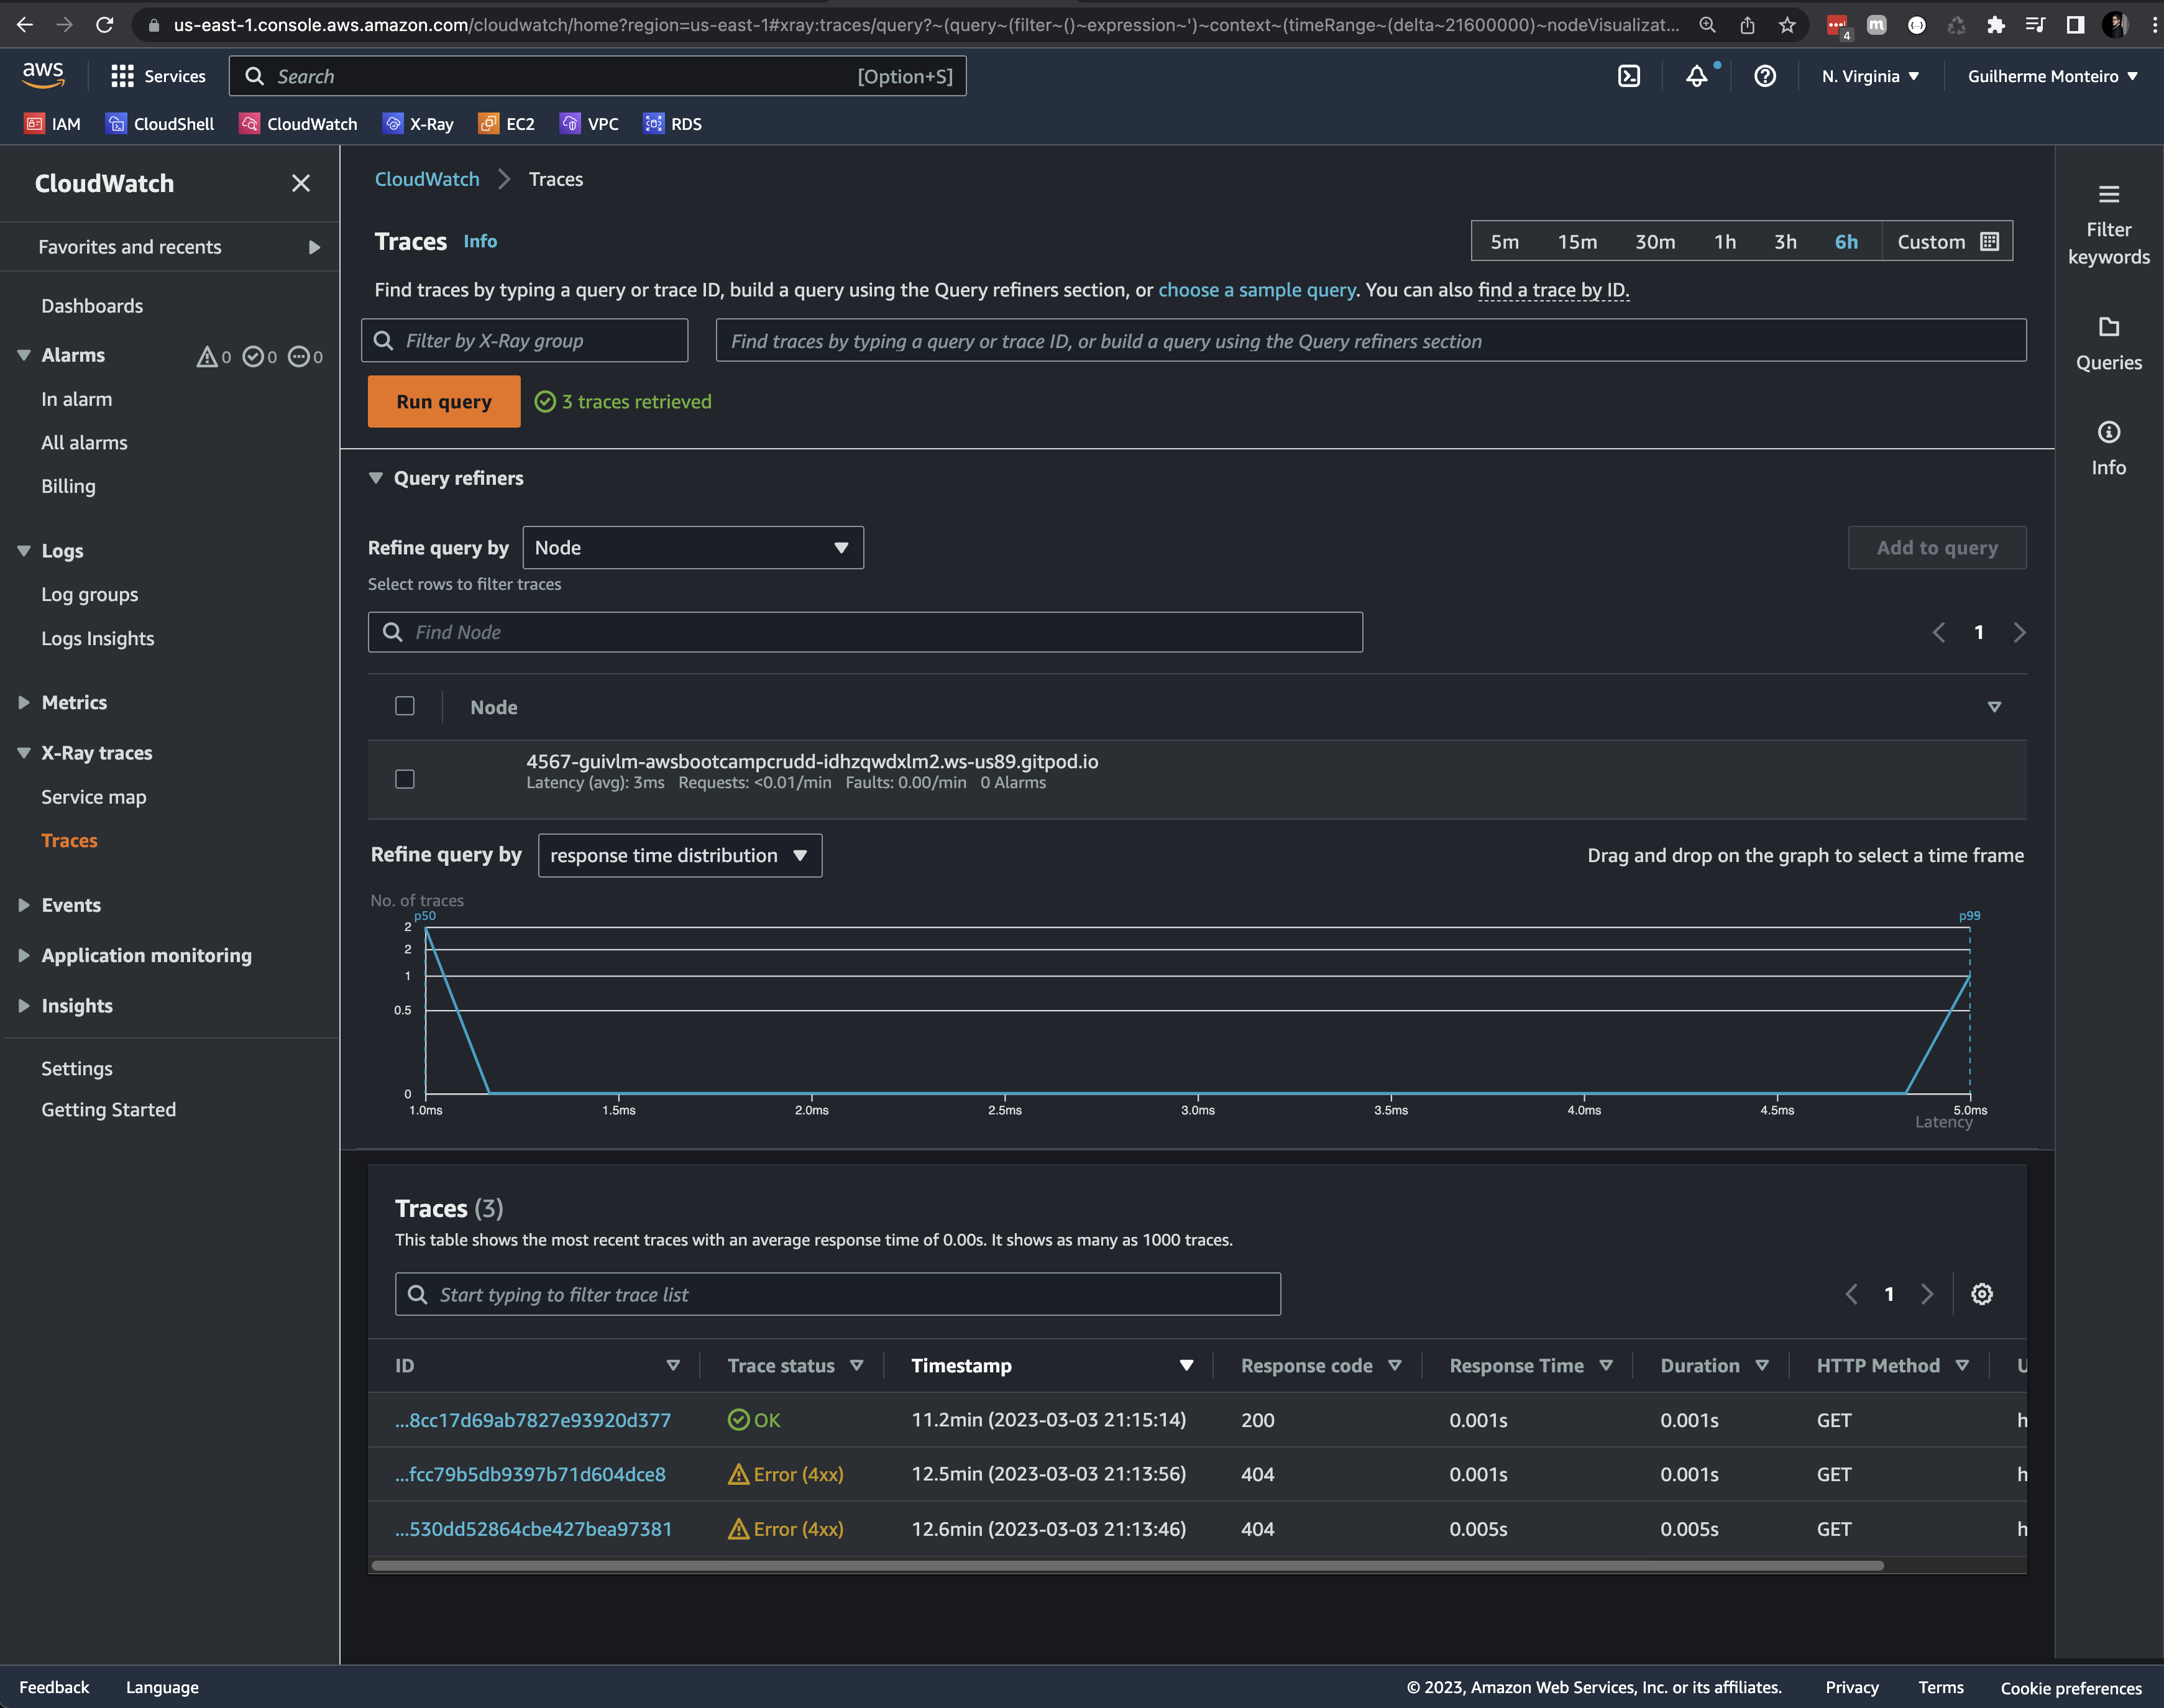 us-east-1.console.aws.amazon.com/cloudwatch/home?region=us-east-1#xray:traces/query?~(query~(filter~()~expression~')~context~(timeRange~(delta~21600000)~nodeVisualizat...
4
aws
Services
Search
[Option+S]
N. Virginia
Guilherme Monteiro
IAM
CloudShell
CloudWatch
X-Ray
EC2
VPC
RDS
CloudWatch
Favorites and recents
Dashboards
Alarms
0
0
0
In alarm
All alarms
Billing
Logs
Log groups
Logs Insights
Metrics
X-Ray traces
Service map
Traces
Events
Application monitoring
Insights
Settings
Getting Started
CloudWatch
Traces
Traces Info
5m 15m 30m 1h 3h 6h Custom
Find traces by typing a query or trace ID, build a query using the Query refiners section, or choose a sample query. You can also find a trace by ID.
Filter by X-Ray group
Find traces by typing a query or trace ID, or build a query using the Query refiners section
Run query
3 traces retrieved
Query refiners
Refine query by
Node
Add to query
Select rows to filter traces
Find Node
1
Node
4567-guivlm-awsbootcampcrudd-idhzqwdxlm2.ws-us89.gitpod.io
Latency (avg): 3ms Requests: <0.01/min Faults: 0.00/min 0 Alarms
Refine query by
response time distribution
Drag and drop on the graph to select a time frame
No. of traces
p50
p99
2
2
1
0.5
0
1.0ms 1.5ms 2.0ms 2.5ms 3.0ms 3.5ms 4.0ms 4.5ms 5.0ms
Latency
Traces (3)
This table shows the most recent traces with an average response time of 0.00s. It shows as many as 1000 traces.
Start typing to filter trace list
1
ID Trace status Timestamp Response code Response Time Duration HTTP Method U
...8cc17d69ab7827e93920d377 OK 11.2min (2023-03-03 21:15:14) 200 0.001s 0.001s GET h
...fcc79b5db9397b71d604dce8 Error (4xx) 12.5min (2023-03-03 21:13:56) 404 0.001s 0.001s GET h
...530dd52864cbe427bea97381 Error (4xx) 12.6min (2023-03-03 21:13:46) 404 0.005s 0.005s GET h
Filter
keywords
Queries
Info
Feedback
Language
© 2023, Amazon Web Services, Inc. or its affiliates.
Privacy
Terms
Cookie preferences